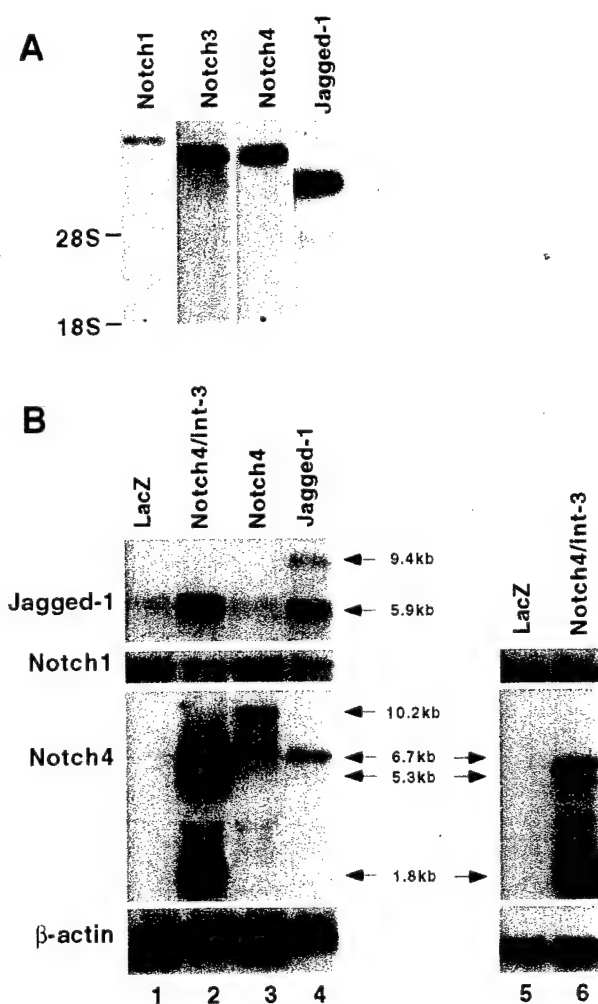 A
Notch1
Notch3
Notch4
Jagged-1
28S
18S
B
LacZ
Notch4/int-3
Notch4
Jagged-1
Jagged-1
9.4kb
5.9kb
Notch1
Notch4
10.2kb
6.7kb
5.3kb
1.8kb
β-actin
1 2 3 4
LacZ
Notch4/int-3
5 6